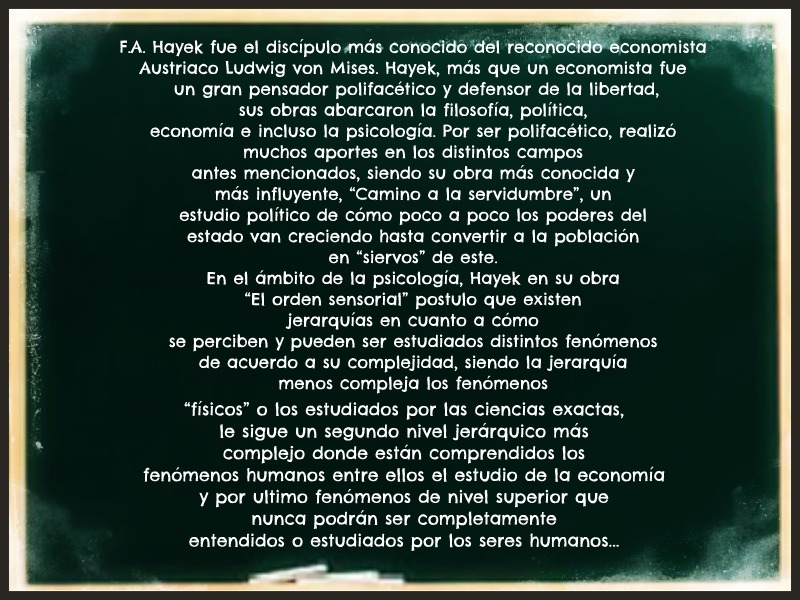 F.A. Hayek fue el discípulo más conocido del reconocido economista
Austriaco Ludwig von Mises. Hayek, más que un economista fue
un gran pensador polifacético y defensor de la libertad,
sus obras abarcaron la filosofía, política,
economía e incluso la psicología. Por ser polifacético, realizó
muchos aportes en los distintos campos
antes mencionados, siendo su obra más conocida y
más influyente, “Camino a la servidumbre”, un
estudio político de cómo poco a poco los poderes del
estado van creciendo hasta convertir a la población
en “siervos” de este.
En el ámbito de la psicología, Hayek en su obra
“El orden sensorial” postulo que existen
jerarquías en cuanto a cómo
se perciben y pueden ser estudiados distintos fenómenos
de acuerdo a su complejidad, siendo la jerarquía
menos compleja los fenómenos
“físicos” o los estudiados por las ciencias exactas,
le sigue un segundo nivel jerárquico más
complejo donde están comprendidos los
fenómenos humanos entre ellos el estudio de la economía
y por ultimo fenómenos de nivel superior que
nunca podrán ser completamente
entendidos o estudiados por los seres humanos...